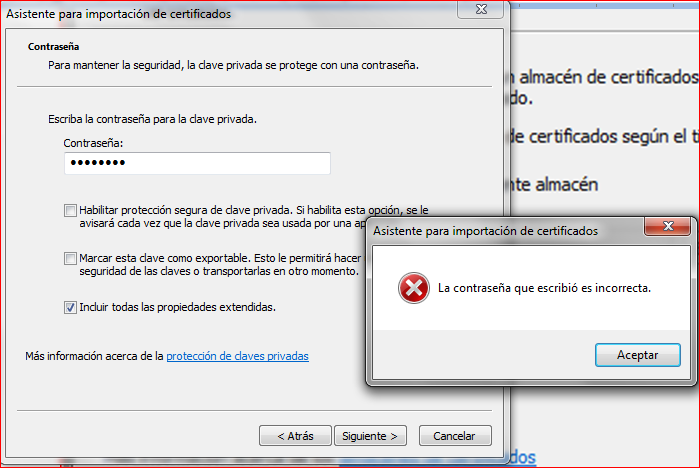 Asistente para importación de certificados
Contraseña
Para mantener la seguridad, la clave privada se protege con una contraseña.
Escriba la contraseña para la clave privada.
Contraseña:
••••••••
Habilitar protección segura de clave privada. Si habilita esta opción, se le
avisará cada vez que la clave privada sea usada por una
Marcar esta clave como exportable. Esto le permitirá hacer
seguridad de las claves o transportarlas en otro momento.
Incluir todas las propiedades extendidas.
Más información acerca de la protección de claves privadas
< Atrás
Siguiente >
Cancelar
almacén de certificados
de certificados según el
almacén
Asistente para importación de certificados
La contraseña que escribió es incorrecta.
Aceptar